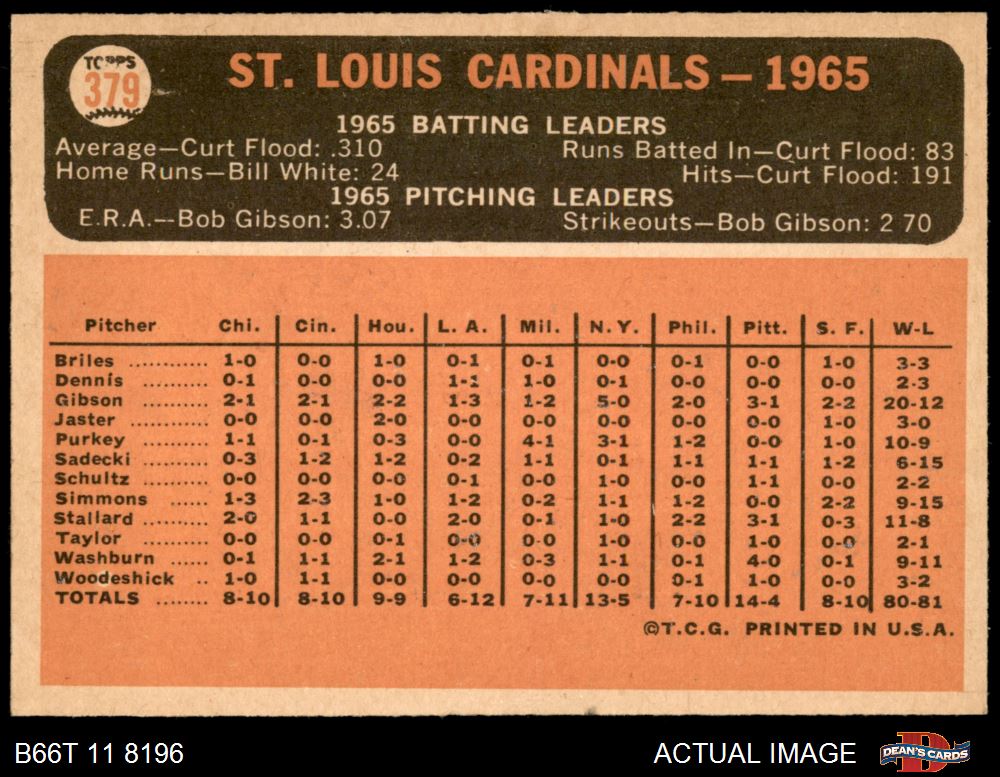 TOPPS
379
ST. LOUIS CARDINALS — 1965
1965 BATTING LEADERS
Average—Curt Flood: .310 Runs Batted In—Curt Flood: 83
Home Runs—Bill White: 24 Hits—Curt Flood: 191
1965 PITCHING LEADERS
E.R.A.--Bob Gibson: 3.07 Strikeouts—Bob Gibson: 2 70
Pitcher Chi. Cin. Hou. L. A. Mil. N.Y. Phil. Pitt. S. F. W-L
Briles ........... 1-0 0-0 1-0 0-1 0-1 0-0 0-1 0-0 1-0 3-3
Dennis ......... 0-1 0-0 0-0 1-1 1-0 0-1 0-0 0-0 0-0 2-3
Gibson ......... 2-1 2-1 2-2 1-3 1-2 5-0 2-0 3-1 2-2 20-12
Jaster ........... 0-0 0-0 2-0 0-0 0-0 0-0 0-0 0-0 1-0 3-0
Purkey ......... 1-1 0-1 0-3 0-0 4-1 3-1 1-2 0-0 1-0 10-9
Sadecki ........ 0-3 1-2 1-2 0-2 1-1 0-1 1-1 1-1 1-2 6-15
Schultz ........ 0-0 0-0 0-0 0-1 0-0 1-0 0-0 1-1 0-0 2-2
Simmons ...... 1-3 2-3 1-0 1-2 0-2 1-1 1-2 0-0 2-2 9-15
Stallard ......... 2-0 1-1 0-0 2-0 0-1 1-0 2-2 3-1 0-3 11-8
Taylor .......... 0-0 0-0 0-1 0-0 0-0 1-0 0-0 1-0 0-0 2-1
Washburn ...... 0-1 1-1 2-1 1-2 0-3 1-1 0-1 4-0 0-1 9-11
Woodeshick .. 1-0 1-1 0-0 0-0 0-0 0-0 0-1 1-0 0-0 3-2
TOTALS ........ 8-10 8-10 9-9 6-12 7-11 13-5 7-10 14-4 8-10 80-81
©T.C.G. PRINTED IN U.S.A.
B66T 11 8196 ACTUAL IMAGE DEAN'S CARDS